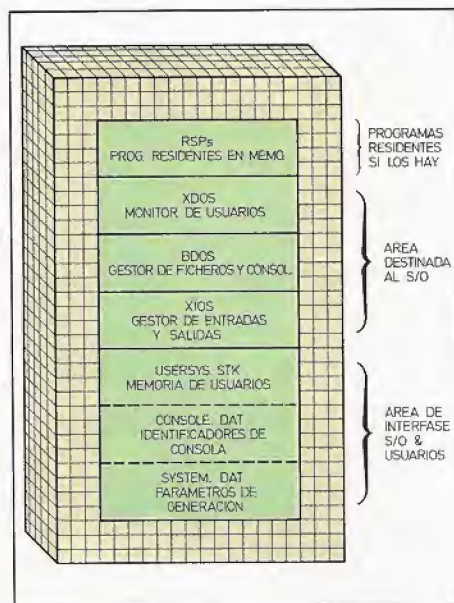 RSPs
PROG. RESIDENTES EN MEMO.
PROGRAMAS
RESIDENTES
SI LOS HAY
XDOS
MONITOR DE USUARIOS
BDOS
GESTOR DE FICHEROS Y CONSOL.
XIOS
GESTOR DE ENTRADAS
Y SALIDAS
AREA
DESTINADA
AL S/O
USERSYS. STK
MEMORIA DE USUARIOS
CONSOLE. DAT
IDENTIFICADORES DE
CONSOLA
SYSTEM. DAT
PARAMETROS DE
GENERACION
AREA DE
INTERFASE
S/O &
USUARIOS